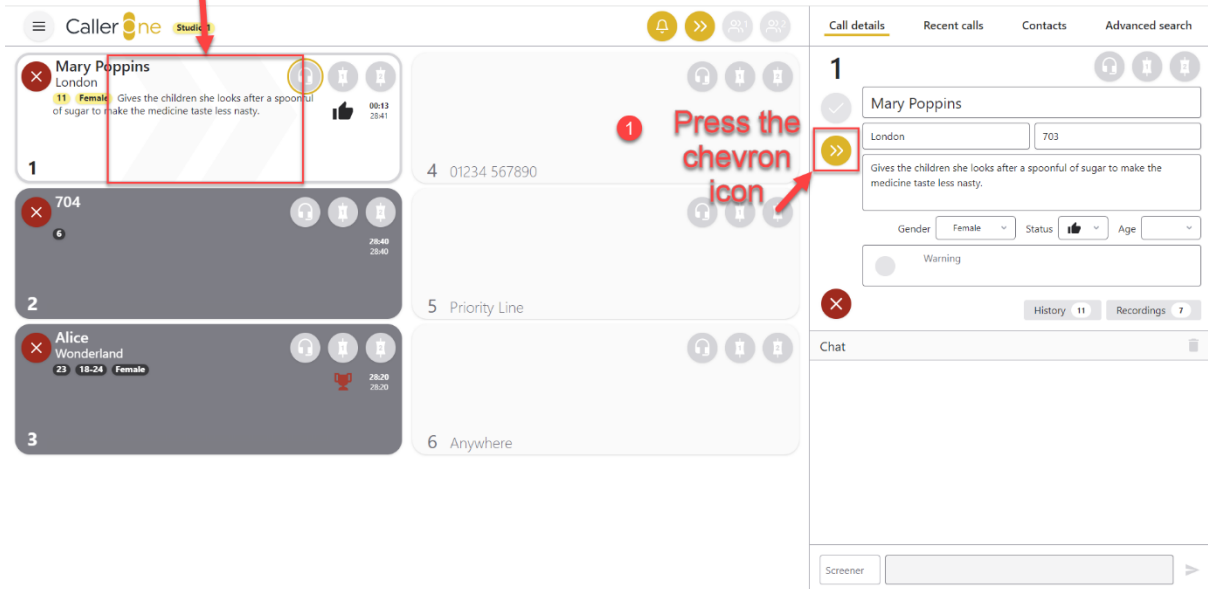 Caller One Studio 1
Call details Recent calls Contacts Advanced search
Mary Poppins
London
11 Female Gives the children she looks after a spoonful
of sugar to make the medicine taste less nasty.
00:13
28:41
1
4 01234 567890
704
6
28:40
28:40
2
5 Priority Line
Alice
Wonderland
23 18-24 Female
28:20
28:20
3
6 Anywhere
1
Press the
chevron
icon
1
Mary Poppins
London 703
Gives the children she looks after a spoonful of sugar to make the
medicine taste less nasty.
Gender Female Status Age
Warning
History 11 Recordings 7
Chat
Screener